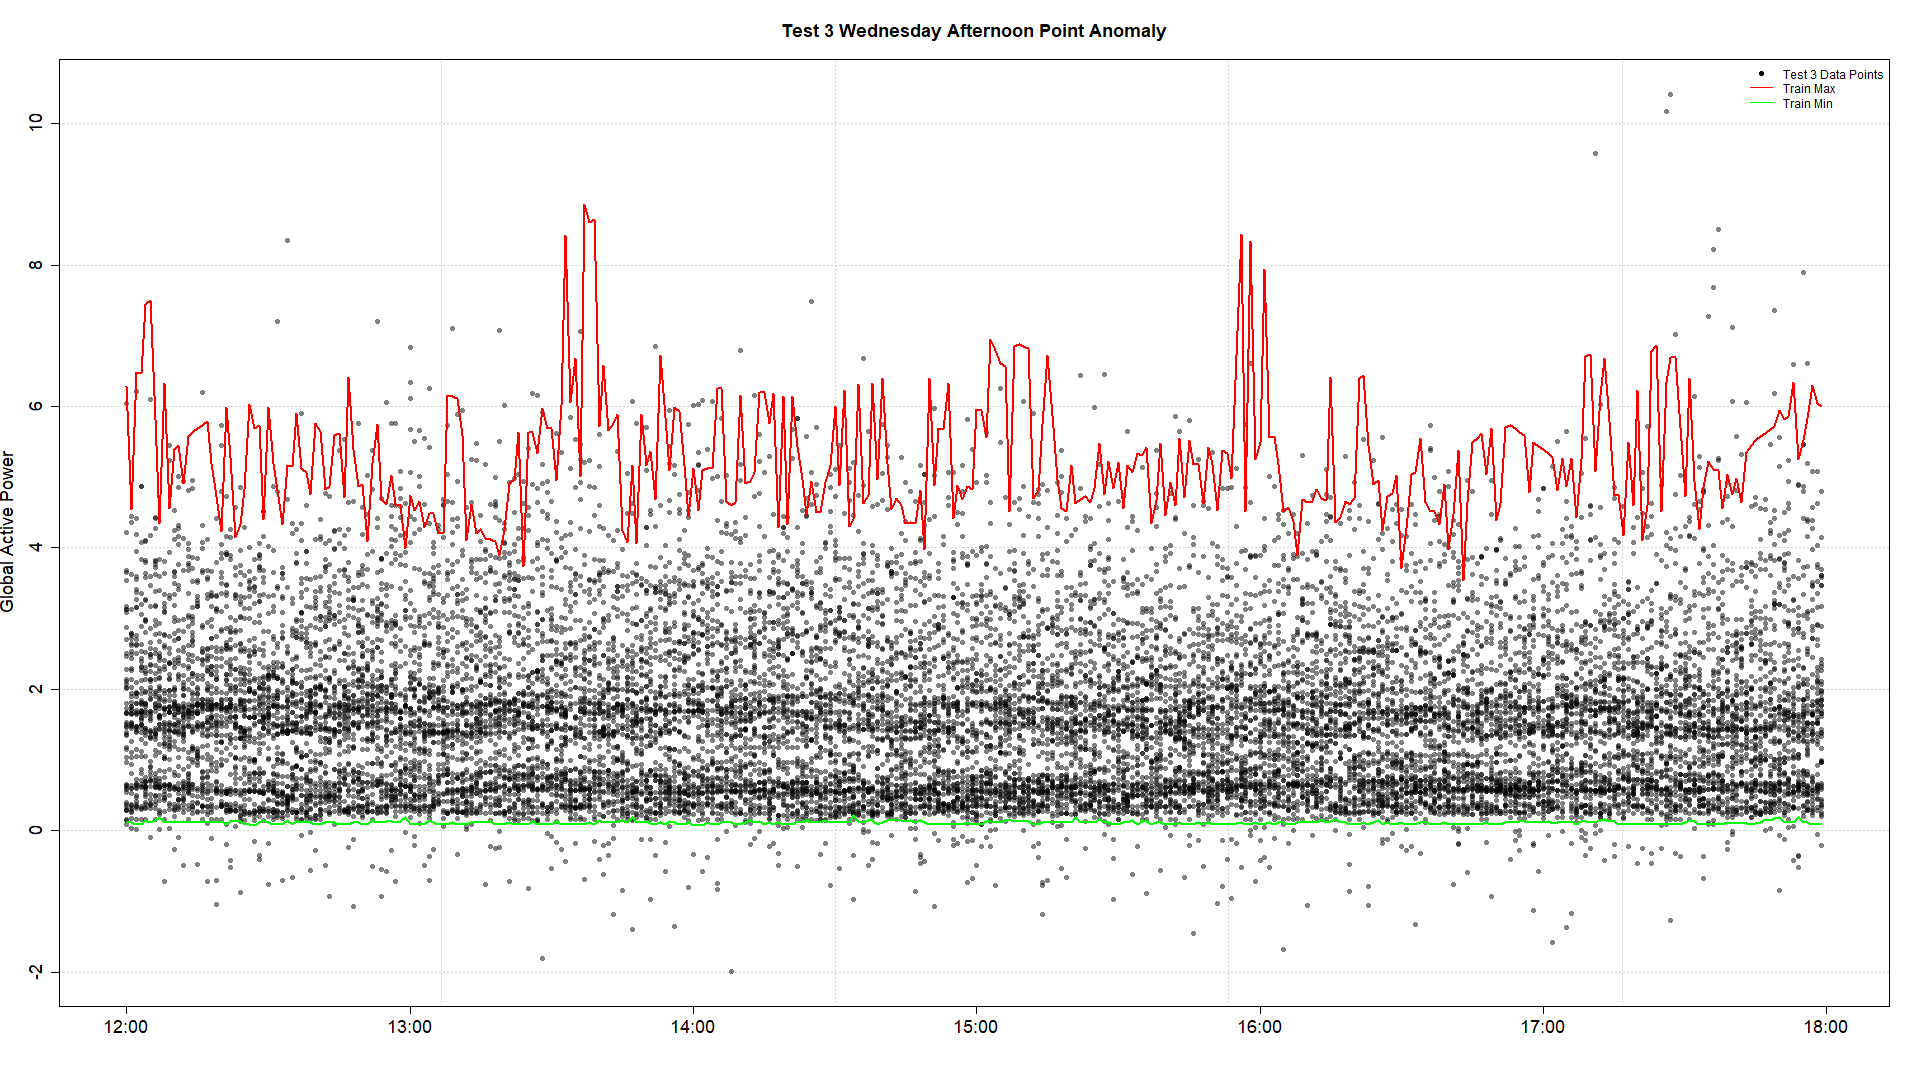 Test 3 Wednesday Afternoon Point Anomaly
Test 3 Data Points
Train Max
Train Min
Global Active Power
10
8
6
4
2
0
-2
12:00 13:00 14:00 15:00 16:00 17:00 18:00